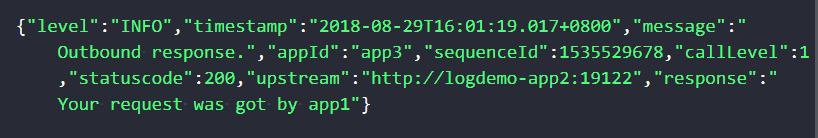 {"level":"INFO","timestamp":"2018-08-29T16:01:19.017+0800","message":"
Outbound response.","appId":"app3","sequenceId":1535529678,"callLevel":1
,"statuscode":200,"upstream":"http://logdemo-app2:19122","response":"
Your request was got by app1"}